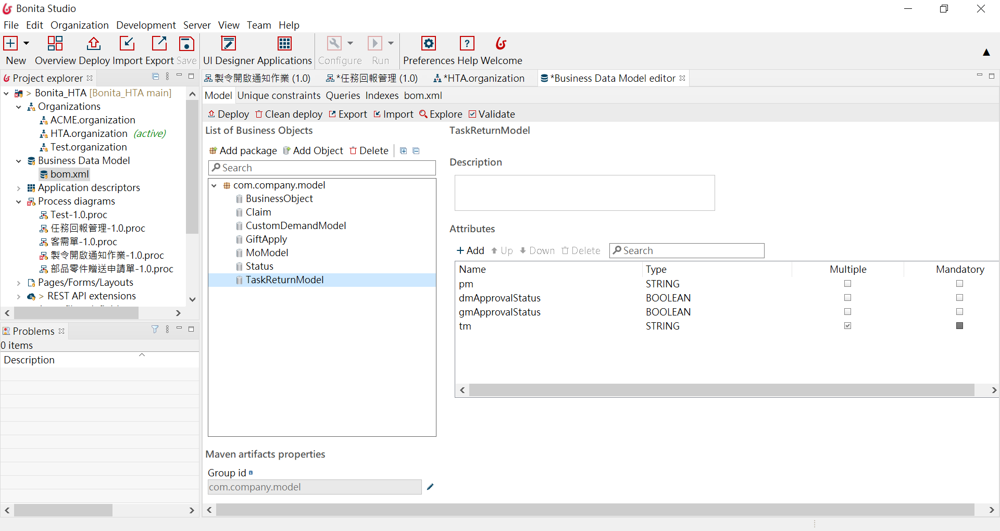 Bonita Studio
File Edit Organization Development Server View Team Help
New Overview Deploy Import Export Save UI Designer Applications Configure Run Preferences Help Welcome
Project explorer
> Bonita_HTA [Bonita_HTA main]
Organizations
ACME.organization
HTA.organization (active)
Test.organization
Business Data Model
bom.xml
Application descriptors
Process diagrams
Test-1.0.proc
任務回報管理-1.0.proc
客需單-1.0.proc
製令開啟通知作業-1.0.proc
部品零件贈送申請單-1.0.proc
Pages/Forms/Layouts
> REST API extensions
Problems
0 items
Description
製令開啟通知作業 (1.0) *任務回報管理 (1.0) *HTA.organization *Business Data Model editor
Model Unique constraints Queries Indexes bom.xml
Deploy Clean deploy Export Import Explore Validate
List of Business Objects
Add package Add Object Delete
Search
com.company.model
BusinessObject
Claim
CustomDemandModel
GiftApply
MoModel
Status
TaskReturnModel
Maven artifacts properties
Group id
com.company.model
TaskReturnModel
Description
Attributes
Add Up Down Delete Search
Name Type Multiple Mandatory
pm STRING
dmApprovalStatus BOOLEAN
gmApprovalStatus BOOLEAN
tm STRING